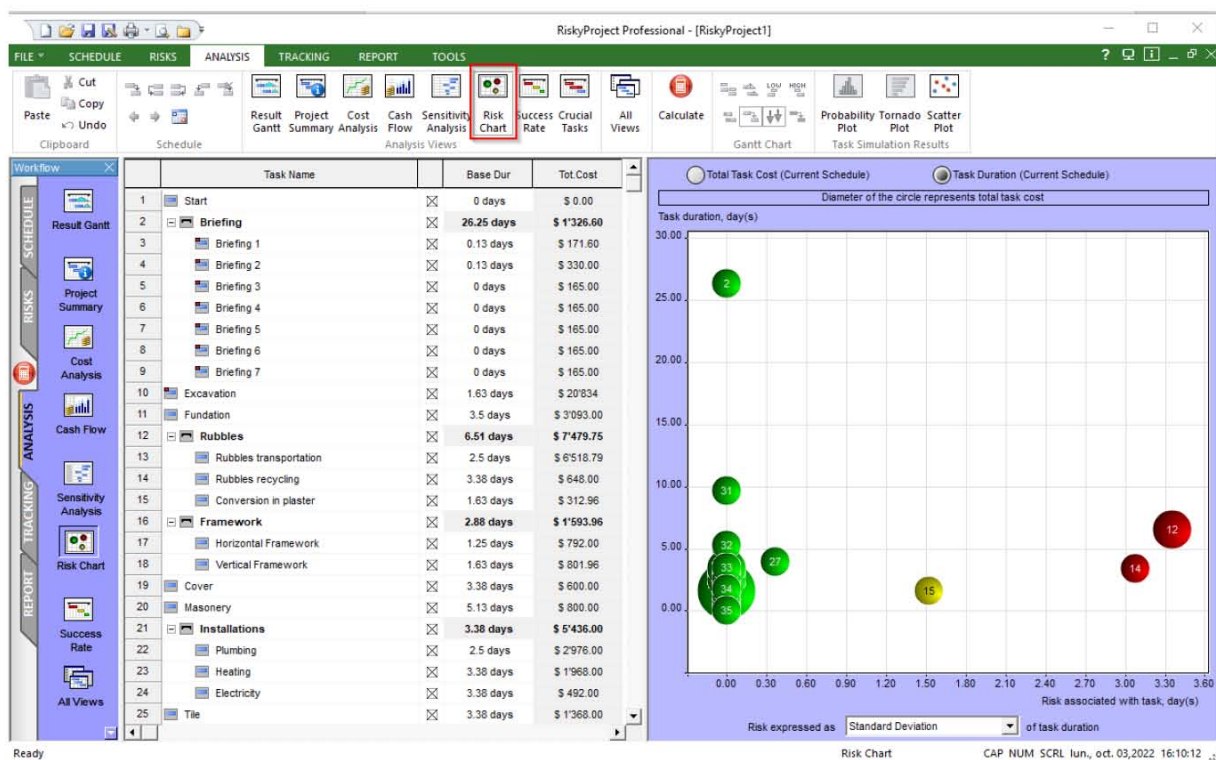 RiskyProject Professional - [RiskyProject1]
FILE SCHEDULE RISKS ANALYSIS TRACKING REPORT TOOLS
Paste Cut Copy Undo
Clipboard
Schedule
Result Gantt Project Summary Cost Analysis Cash Flow Sensitivity Analysis Risk Chart Success Rate Crucial Tasks All Views
Analysis Views
Calculate
LOW HIGH
Gantt Chart
Probability Plot Tornado Plot Scatter Plot
Task Simulation Results
Workflow
SCHEDULE
RISKS
ANALYSIS
TRACKING
REPORT
Result Gantt
Project Summary
Cost Analysis
Cash Flow
Sensitivity Analysis
Risk Chart
Success Rate
All Views
Task Name Base Dur Tot.Cost
1 Start 0 days $ 0.00
2 Briefing 26.25 days $ 1'326.60
3 Briefing 1 0.13 days $ 171.60
4 Briefing 2 0.13 days $ 330.00
5 Briefing 3 0 days $ 165.00
6 Briefing 4 0 days $ 165.00
7 Briefing 5 0 days $ 165.00
8 Briefing 6 0 days $ 165.00
9 Briefing 7 0 days $ 165.00
10 Excavation 1.63 days $ 20'834
11 Fundation 3.5 days $ 3'093.00
12 Rubbles 6.51 days $ 7'479.75
13 Rubbles transportation 2.5 days $ 6'518.79
14 Rubbles recycling 3.38 days $ 648.00
15 Conversion in plaster 1.63 days $ 312.96
16 Framework 2.88 days $ 1'593.96
17 Horizontal Framework 1.25 days $ 792.00
18 Vertical Framework 1.63 days $ 801.96
19 Cover 3.38 days $ 600.00
20 Masonery 5.13 days $ 800.00
21 Installations 3.38 days $ 5'436.00
22 Plumbing 2.5 days $ 2'976.00
23 Heating 3.38 days $ 1'968.00
24 Electricity 3.38 days $ 492.00
25 Tile 3.38 days $ 1'368.00
Total Task Cost (Current Schedule) Task Duration (Current Schedule)
Diameter of the circle represents total task cost
Task duration, day(s)
30.00
25.00
20.00
15.00
10.00
5.00
0.00
2
31
32
33
34
35
27
15
14
12
0.00 0.30 0.60 0.90 1.20 1.50 1.80 2.10 2.40 2.70 3.00 3.30 3.60
Risk associated with task, day(s)
Risk expressed as Standard Deviation of task duration
Ready Risk Chart CAP NUM SCRL lun., oct. 03,2022 16:10:12